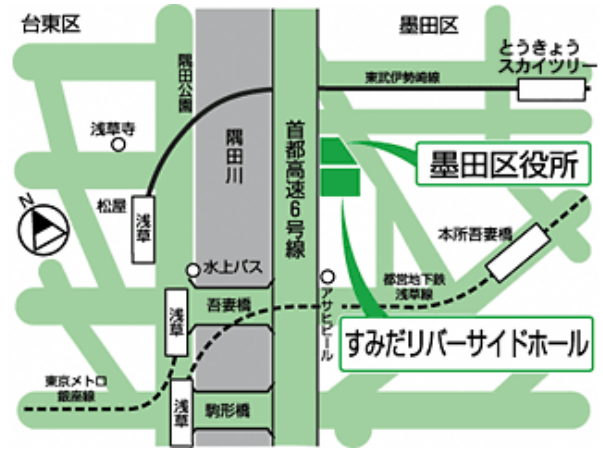 台東区
墨田区
とうきょう
スカイツリー
東武伊勢崎線
隅田公園
浅草寺
隅田川
首都高速6号線
墨田区役所
松屋
浅草
N
本所吾妻橋
水上バス
都営地下鉄
浅草線
吾妻橋
アサヒビール
浅草
すみだリバーサイドホール
東京メトロ
銀座線
浅草
駒形橋